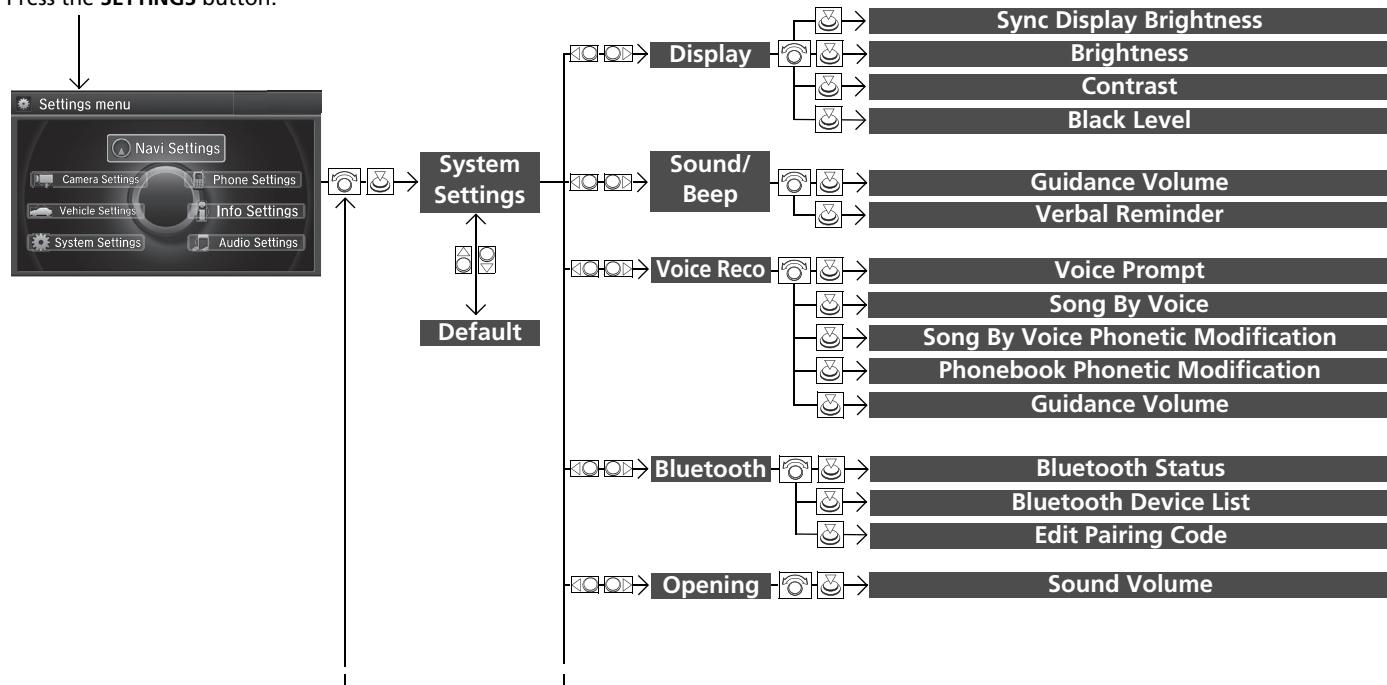 Press the SETTINGS button.
Settings menu
Navi Settings
Camera Settings
Phone Settings
Vehicle Settings
Info Settings
System Settings
Audio Settings
System
Settings
Default
Display
Sync Display Brightness
Brightness
Contrast
Black Level
Sound/
Beep
Guidance Volume
Verbal Reminder
Voice Reco
Voice Prompt
Song By Voice
Song By Voice Phonetic Modification
Phonebook Phonetic Modification
Guidance Volume
Bluetooth
Bluetooth Status
Bluetooth Device List
Edit Pairing Code
Opening
Sound Volume